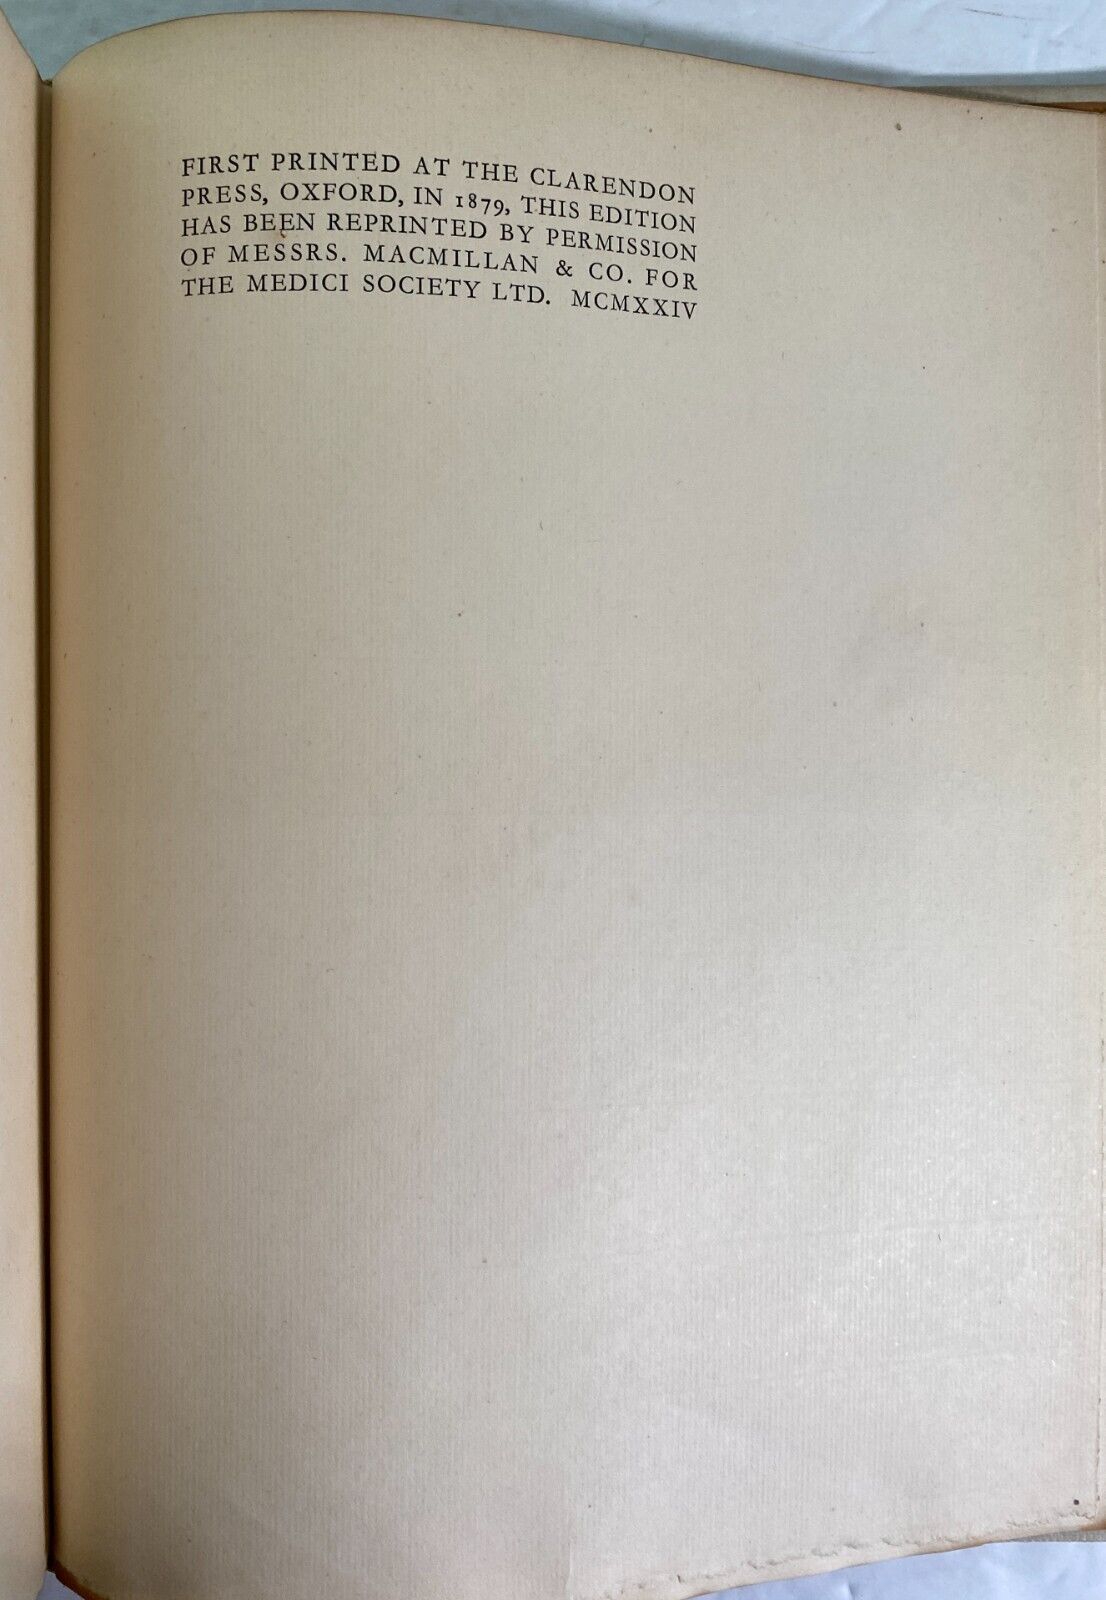 FIRST PRINTED AT THE CLARENDON
PRESS, OXFORD, IN 1879, THIS EDITION
HAS BEEN REPRINTED BY PERMISSION
OF MESSRS. MACMILLAN & CO. FOR
THE MEDICI SOCIETY LTD. MCMXXIV